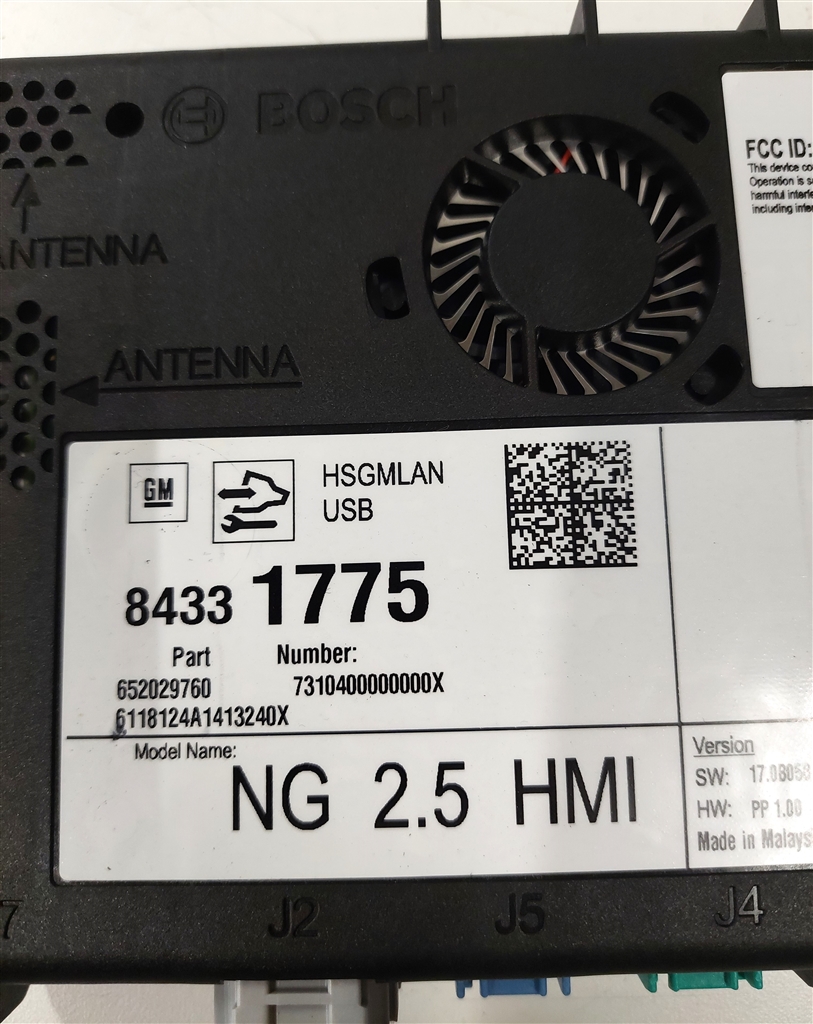 BOSCH
FCC ID:
This device co
Operation is s
harmful interf
including inte
ANTENNA
ANTENNA
GM
HSGMLAN
USB
8433 1775
Part Number:
652029760 7310400000000X
6118124A1413240X
Model Name:
NG 2.5 HMI
Version
SW: 17.08058
HW: PP 1.00
Made in Malays
7 J2 J5 J4